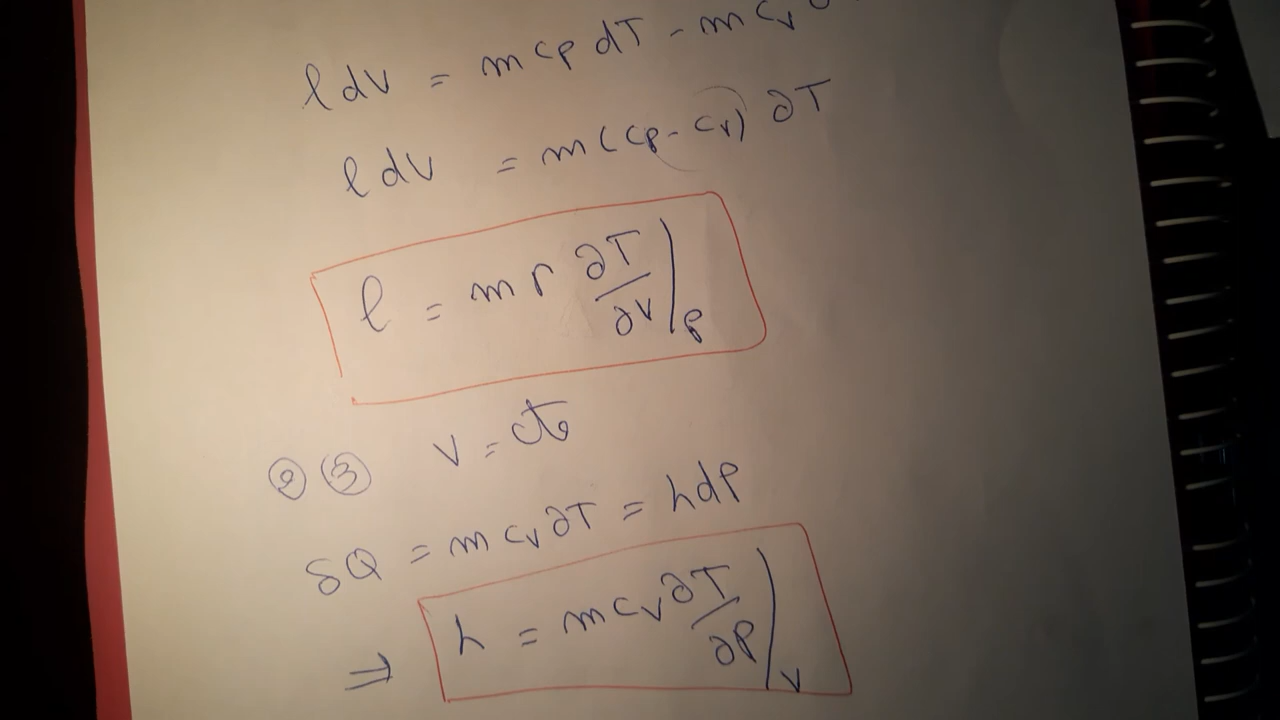 ℓ dV = m cp dT - m cv
ℓ dV = m (cp - cv) ∂T
ℓ = m r ∂T/∂V |p
② ③ V = cte
δQ = m cv ∂T = h dP
⇒ h = m cv ∂T/∂P |v